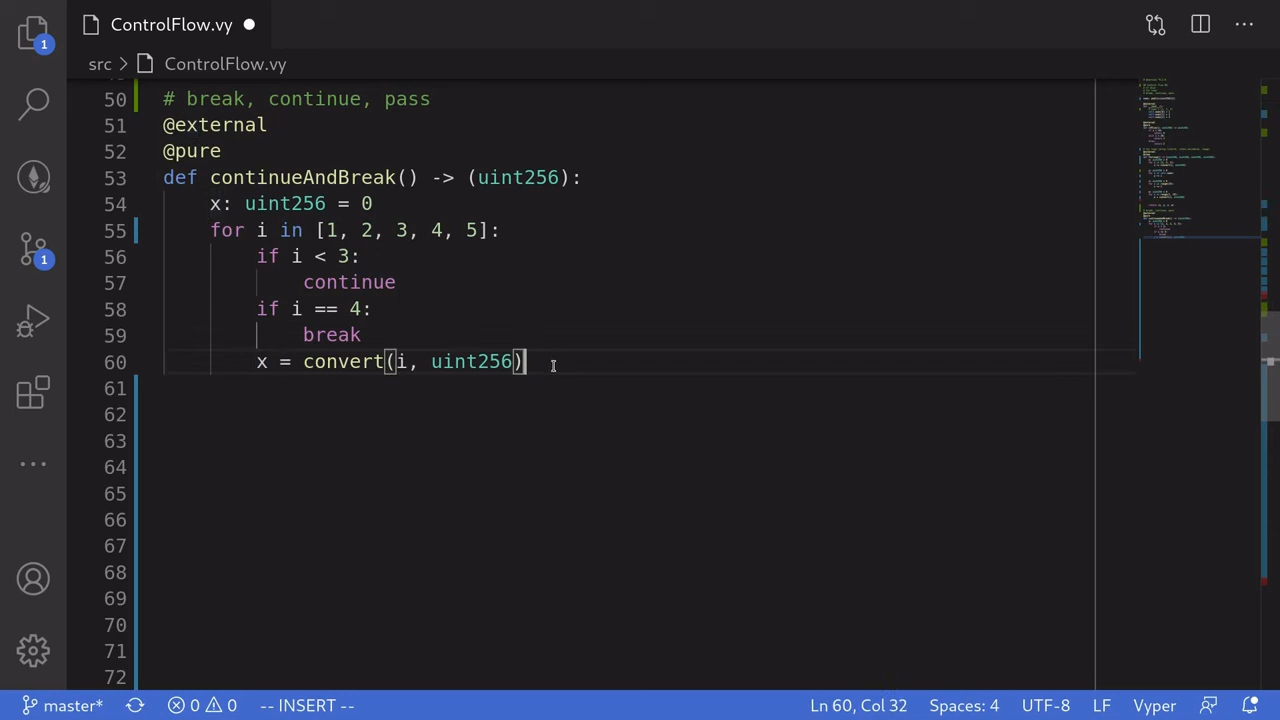 ControlFlow.vy
src > ControlFlow.vy
50 # break, continue, pass
51 @external
52 @pure
53 def continueAndBreak() -> (uint256):
54 x: uint256 = 0
55 for i in [1, 2, 3, 4, 5]:
56 if i < 3:
57 continue
58 if i == 4:
59 break
60 x = convert(i, uint256)
61
62
63
64
65
66
67
68
69
70
71
72
1
1
master* 0 0 -- INSERT -- Ln 60, Col 32 Spaces: 4 UTF-8 LF Vyper